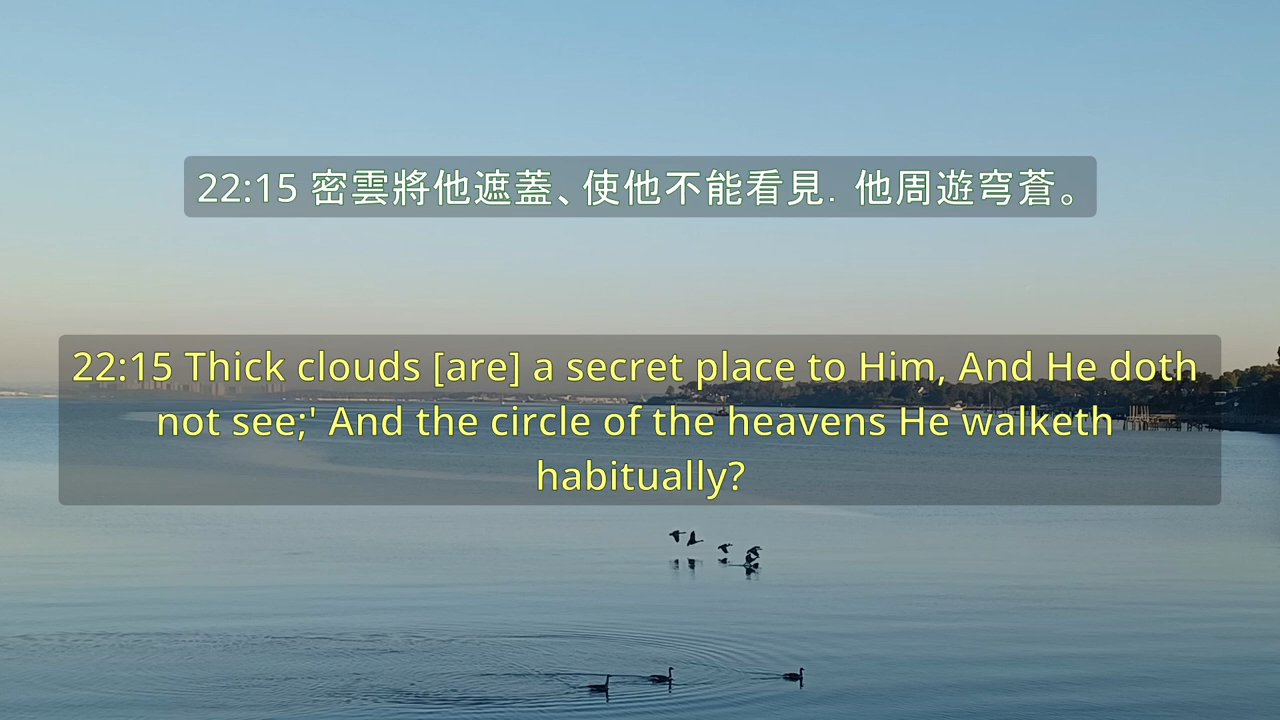 22:15 密雲將他遮蓋、使他不能看見．他周遊穹蒼。
22:15 Thick clouds [are] a secret place to Him, And He doth
not see;' And the circle of the heavens He walketh
habitually?